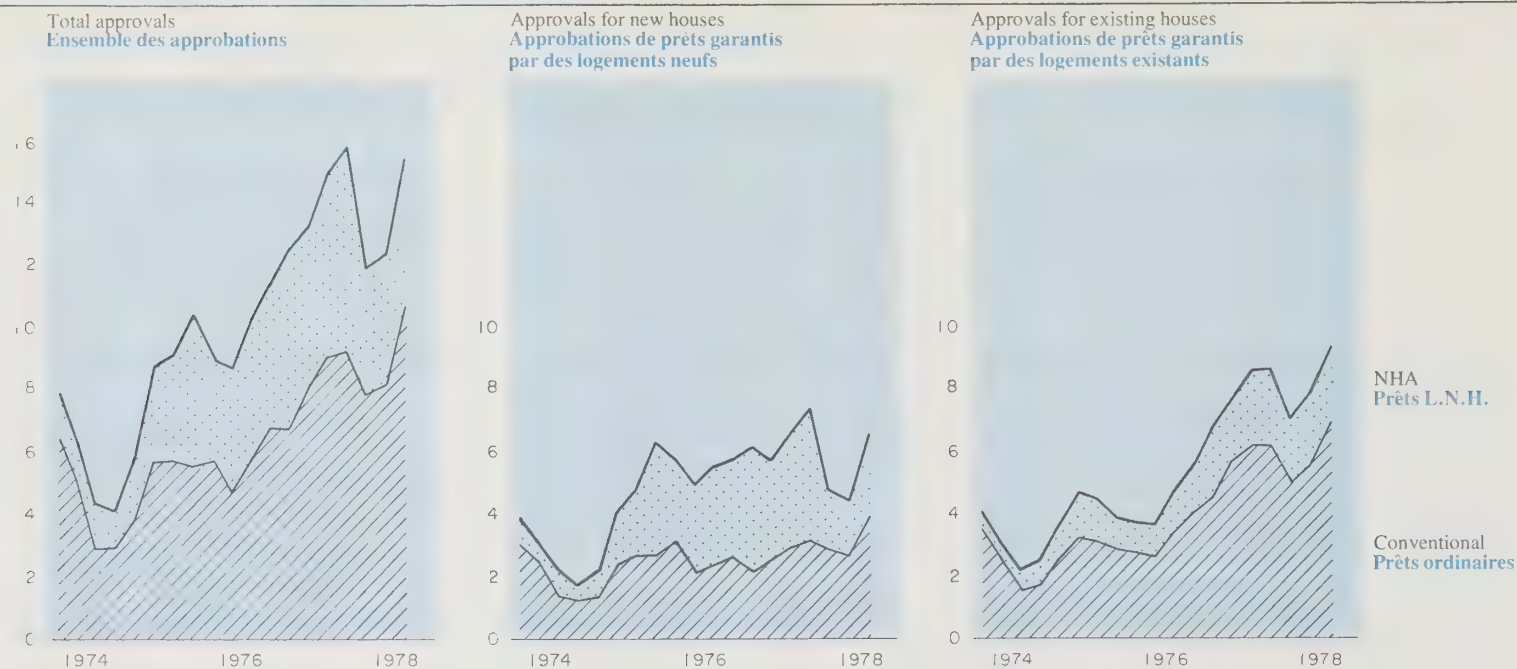 Total approvals
Ensemble des approbations
16
14
12
10
8
6
4
2
0
1974 1976 1978
Approvals for new houses
Approbations de prêts garantis
par des logements neufs
10
8
6
4
2
0
1974 1976 1978
Approvals for existing houses
Approbations de prêts garantis
par des logements existants
10
8
6
4
2
0
1974 1976 1978
NHA
Prêts L.N.H.
Conventional
Prêts ordinaires